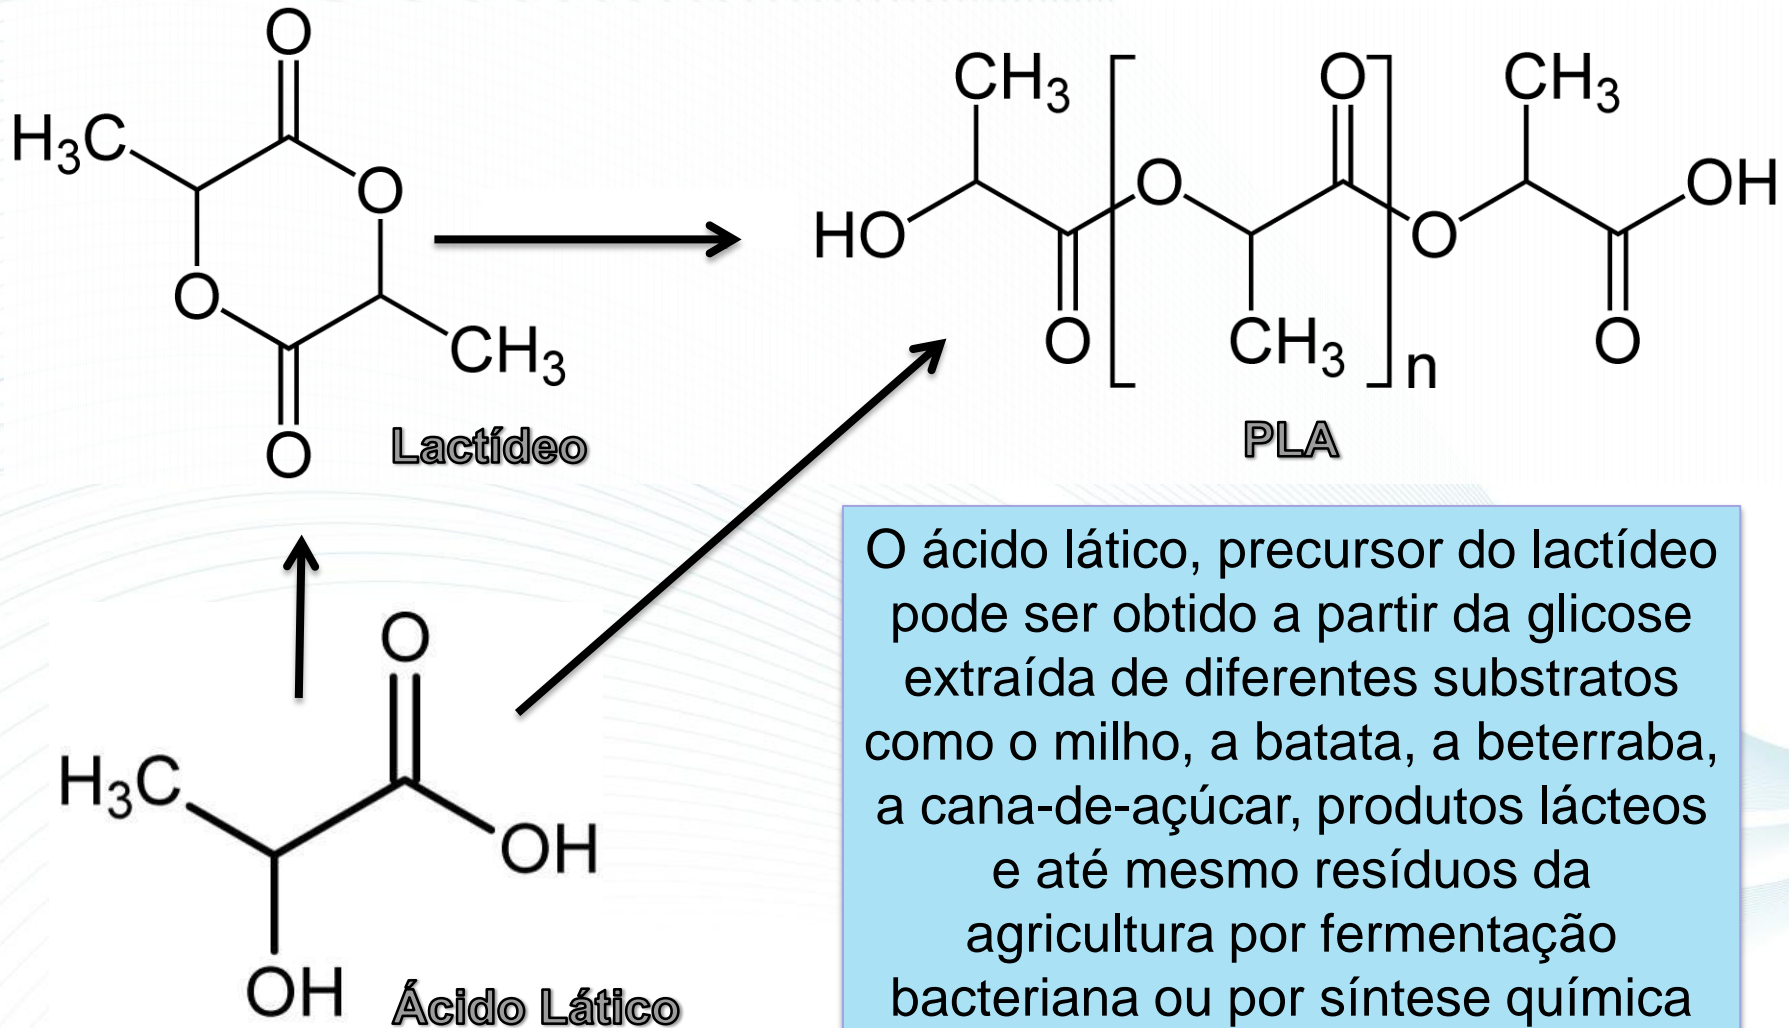 O
H₃C
O
O
CH₃
O
Lactídeo
CH₃
O
CH₃
O
OH
HO
O
O
CH₃
O
n
PLA
O
H₃C
OH
OH
Ácido Lático
O ácido lático, precursor do lactídeo
pode ser obtido a partir da glicose
extraída de diferentes substratos
como o milho, a batata, a beterraba,
a cana-de-açúcar, produtos lácteos
e até mesmo resíduos da
agricultura por fermentação
bacteriana ou por síntese química